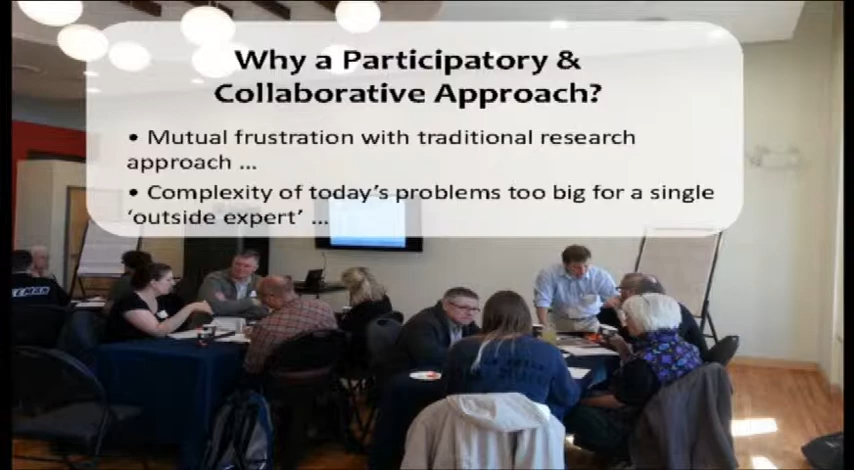 Why a Participatory &
Collaborative Approach?
• Mutual frustration with traditional research
approach ...
• Complexity of today's problems too big for a single
'outside expert' ...